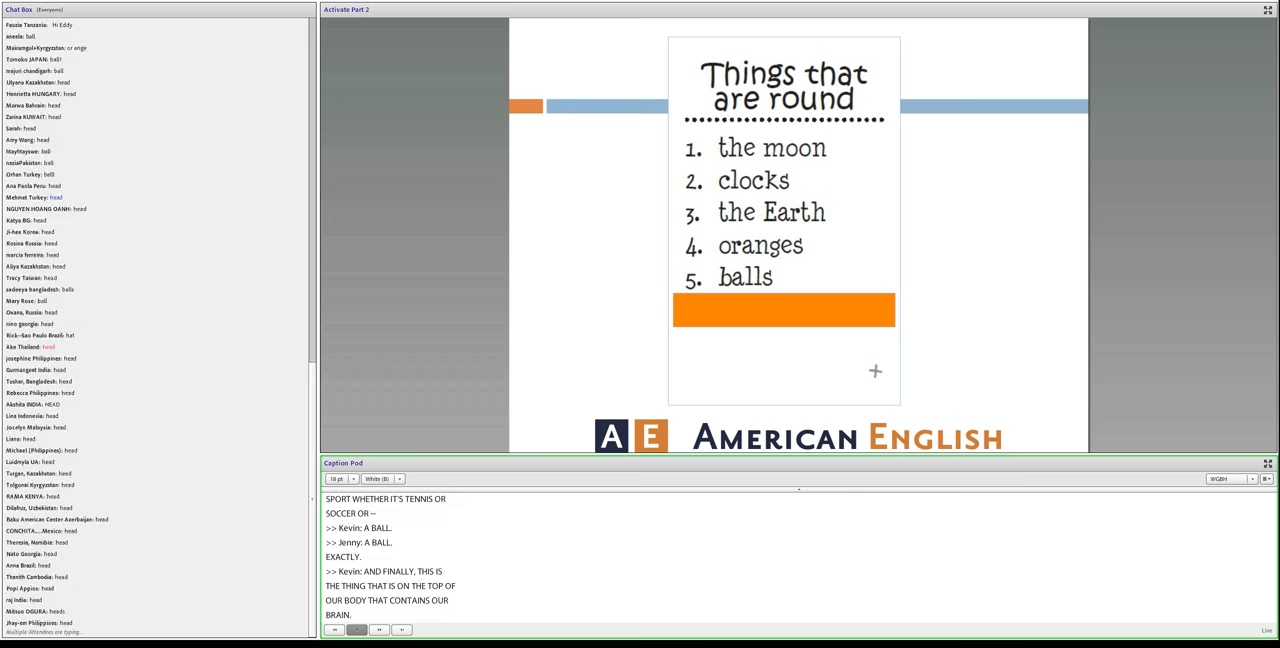 Chat Box (Everyone)
Fauzia Tanzania: Hi Eddy
aneela: ball
Mairamgul+Kyrgyzstan: or ange
Tomoko JAPAN: ball!
majuri chandigarh: ball
Ulyana Kazakhstan: head
Henrietta HUNGARY: head
Marwa Bahrain: head
Zarina KUWAIT: head
Sarah: head
Amy Wang: head
htayhtayswe: ball
naziaPakistan: ball
Orhan Turkey: balll
Ana Paola Peru: head
Mehmet Turkey: head
NGUYEN HOANG OANH: head
Katya BG: head
Ji-hea Korea: head
Rosina Russia: head
marcia ferreira: head
Aliya Kazakhstan: head
Tracy Taiwan: head
sadeeya bangladesh: balls
Mary Rose: ball
Oxana, Russia: head
nino georgia: head
Rick--Sao Paulo Brazil: hat
Ake Thailand: head
josephine Philippines: head
Gurmangeet India: head
Tushar, Bangladesh: head
Rebecca Philippines: head
Akshita INDIA: HEAD
Lina Indonesia: head
Jocelyn Malaysia: head
Liana: head
Michael (Philippines): head
Luidmyla UA: head
Turgan, Kazakhstan: head
Tolgonai Kyrgyzstan: head
RAMA KENYA: head
Dilafruz, Uzbekistan: head
Baku American Center Azerbaijan: head
CONCHITA.....Mexico: head
Theresia, Namibia: head
Nato Georgia: head
Anna Brazil: head
Thanith Cambodia: head
Popi Appios: head
raj India: head
Mitsuo OGURA: heads
Jhay-em Philippines: head
Multiple Attendees are typing...
Activate Part 2
Things that
are round
1. the moon
2. clocks
3. the Earth
4. oranges
5. balls
AE AMERICAN ENGLISH
Caption Pod
18 pt White (B) WGBH
SPORT WHETHER IT'S TENNIS OR
SOCCER OR --
>> Kevin: A BALL.
>> Jenny: A BALL.
EXACTLY.
>> Kevin: AND FINALLY, THIS IS
THE THING THAT IS ON THE TOP OF
OUR BODY THAT CONTAINS OUR
BRAIN.
Live